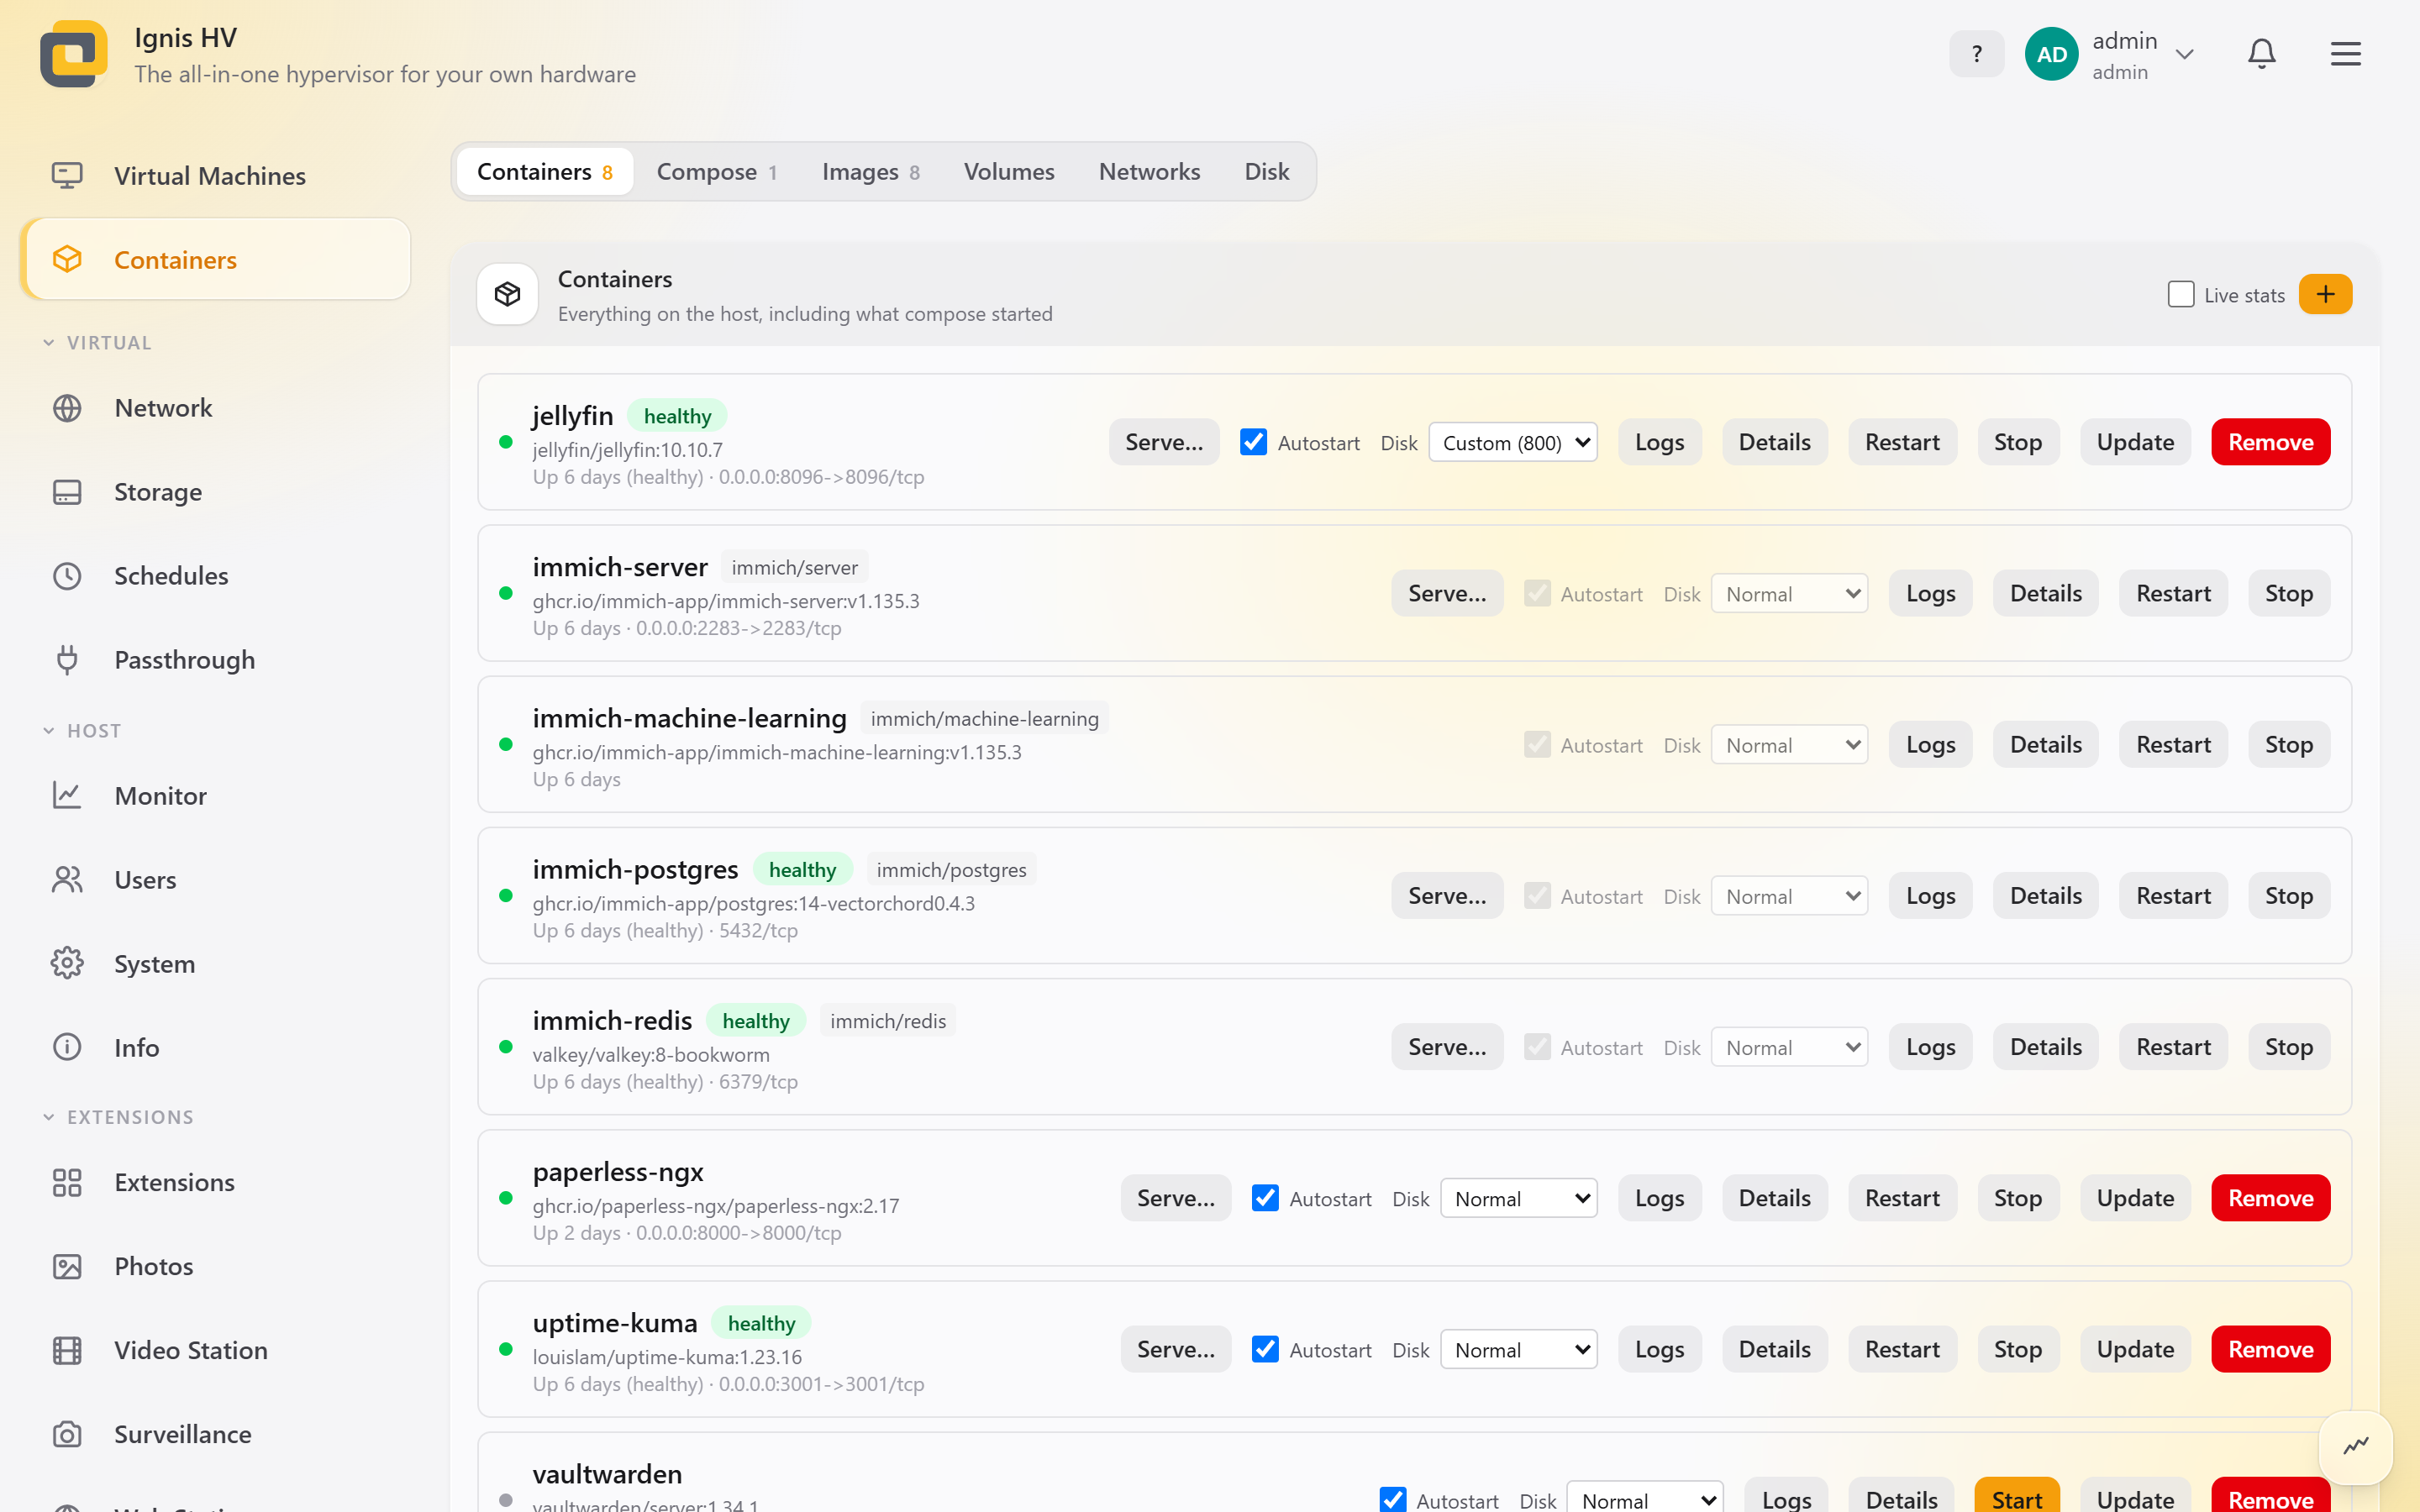 Ignis HV
The all-in-one hypervisor for your own hardware
?
AD
admin
admin
Virtual Machines
Containers
VIRTUAL
Network
Storage
Schedules
Passthrough
HOST
Monitor
Users
System
Info
EXTENSIONS
Extensions
Photos
Video Station
Surveillance
Containers 8
Compose 1
Images 8
Volumes
Networks
Disk
Containers
Everything on the host, including what compose started
Live stats
+
jellyfin healthy
jellyfin/jellyfin:10.10.7
Up 6 days (healthy) · 0.0.0.0:8096->8096/tcp
Serve... Autostart Disk Custom (800) Logs Details Restart Stop Update Remove
immich-server immich/server
ghcr.io/immich-app/immich-server:v1.135.3
Up 6 days · 0.0.0.0:2283->2283/tcp
Serve... Autostart Disk Normal Logs Details Restart Stop
immich-machine-learning immich/machine-learning
ghcr.io/immich-app/immich-machine-learning:v1.135.3
Up 6 days
Autostart Disk Normal Logs Details Restart Stop
immich-postgres healthy immich/postgres
ghcr.io/immich-app/postgres:14-vectorchord0.4.3
Up 6 days (healthy) · 5432/tcp
Serve... Autostart Disk Normal Logs Details Restart Stop
immich-redis healthy immich/redis
valkey/valkey:8-bookworm
Up 6 days (healthy) · 6379/tcp
Serve... Autostart Disk Normal Logs Details Restart Stop
paperless-ngx
ghcr.io/paperless-ngx/paperless-ngx:2.17
Up 2 days · 0.0.0.0:8000->8000/tcp
Serve... Autostart Disk Normal Logs Details Restart Stop Update Remove
uptime-kuma healthy
louislam/uptime-kuma:1.23.16
Up 6 days (healthy) · 0.0.0.0:3001->3001/tcp
Serve... Autostart Disk Normal Logs Details Restart Stop Update Remove
vaultwarden
vaultwarden/server:1.34.1
Autostart Disk Normal Logs Details Start Update Remove